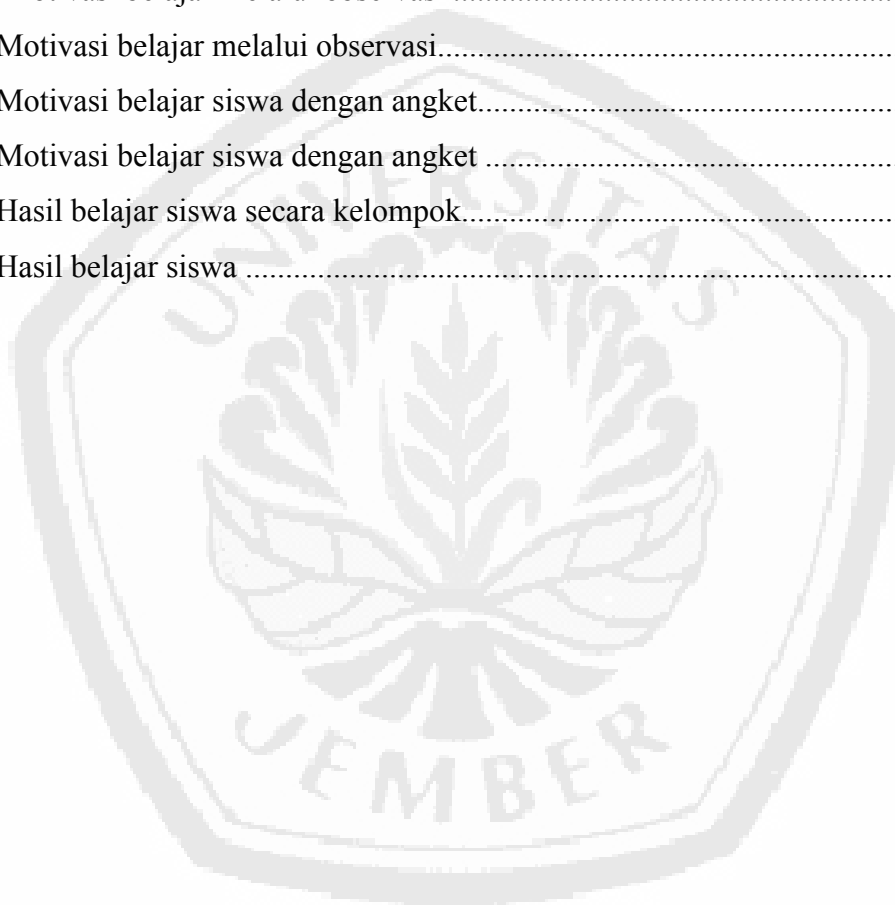 Motivasi belajar melalui observasi................................................................
Motivasi belajar siswa dengan angket...........................................................
Motivasi belajar siswa dengan angket ..........................................................
Hasil belajar siswa secara kelompok.............................................................
Hasil belajar siswa ........................................................................................
UNIVERSITAS
JEMBER